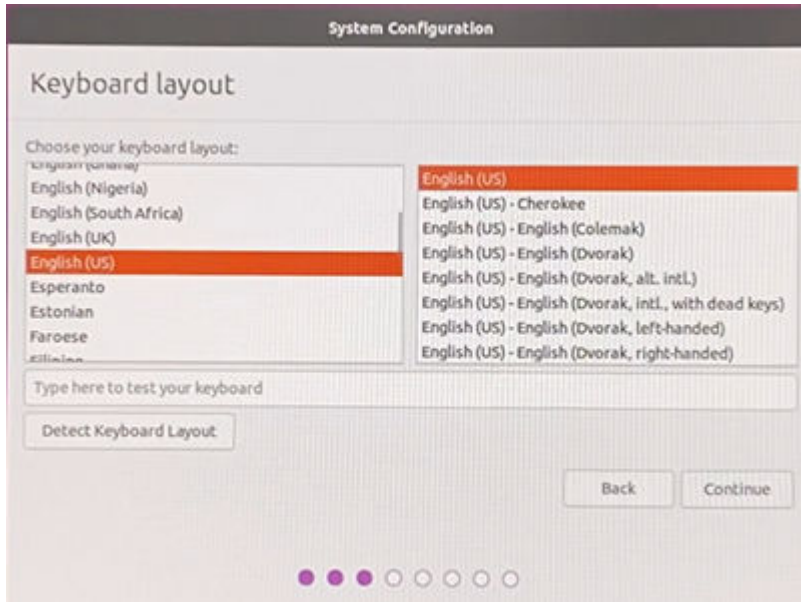 System Configuration
Keyboard layout
Choose your keyboard layout:
English (Ghana)
English (Nigeria)
English (South Africa)
English (UK)
English (US)
Esperanto
Estonian
Faroese
Filipino
English (US)
English (US) - Cherokee
English (US) - English (Colemak)
English (US) - English (Dvorak)
English (US) - English (Dvorak, alt. intl.)
English (US) - English (Dvorak, intl., with dead keys)
English (US) - English (Dvorak, left-handed)
English (US) - English (Dvorak, right-handed)
Type here to test your keyboard
Detect Keyboard Layout
Back Continue